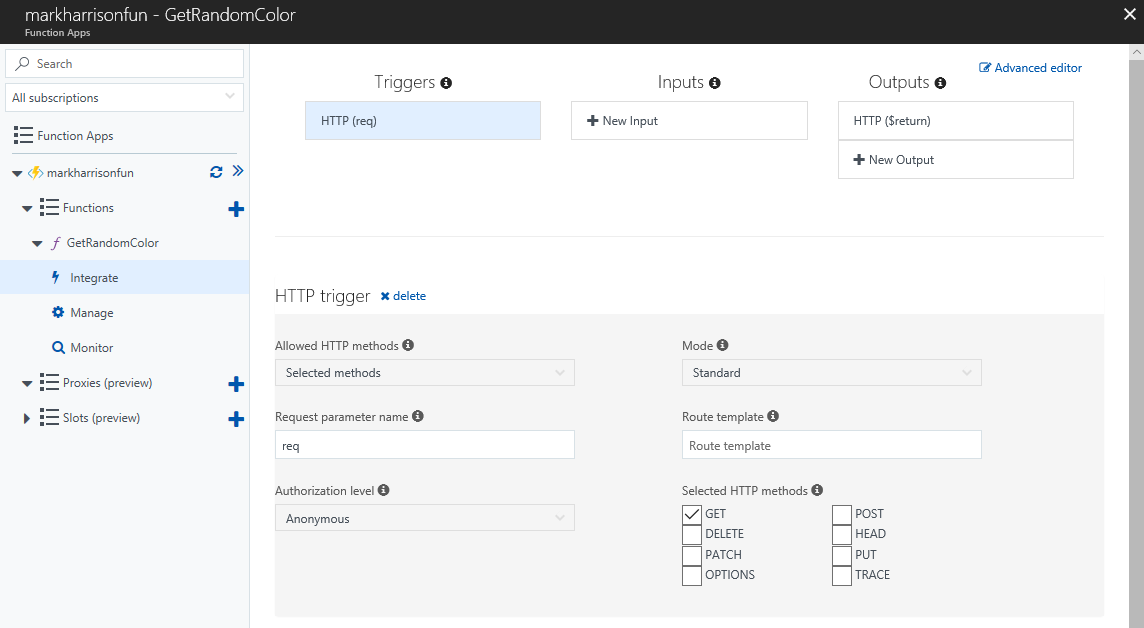 markharrisonfun - GetRandomColor
Function Apps
Search
All subscriptions
Function Apps
markharrisonfun
Functions
GetRandomColor
Integrate
Manage
Monitor
Proxies (preview)
Slots (preview)
Advanced editor
Triggers
Inputs
Outputs
HTTP (req)
New Input
HTTP ($return)
New Output
HTTP trigger delete
Allowed HTTP methods
Selected methods
Mode
Standard
Request parameter name
req
Route template
Route template
Authorization level
Anonymous
Selected HTTP methods
GET POST
DELETE HEAD
PATCH PUT
OPTIONS TRACE